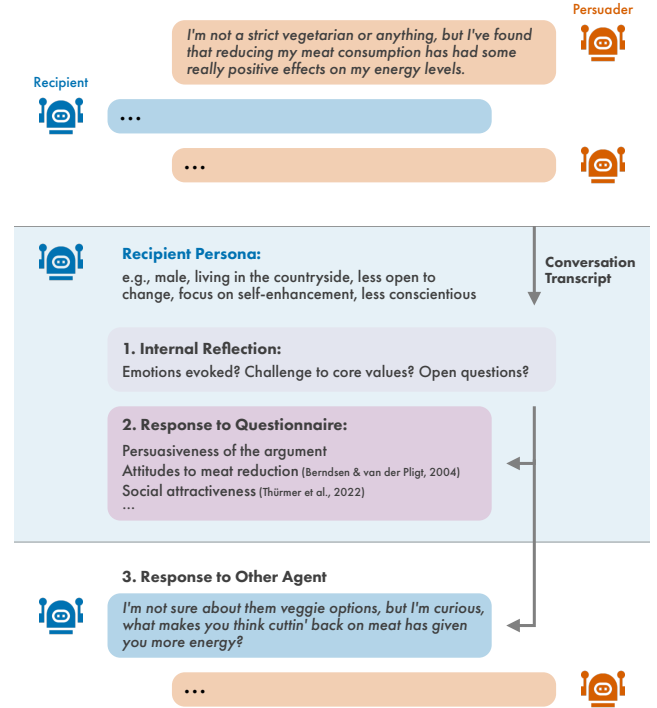 Persuader
I'm not a strict vegetarian or anything, but I've found
that reducing my meat consumption has had some
really positive effects on my energy levels.
Recipient
...
...
Recipient Persona:
e.g., male, living in the countryside, less open to
change, focus on self-enhancement, less conscientious
Conversation
Transcript
1. Internal Reflection:
Emotions evoked? Challenge to core values? Open questions?
2. Response to Questionnaire:
Persuasiveness of the argument
Attitudes to meat reduction (Berndsen & van der Pligt, 2004)
Social attractiveness (Thürmer et al., 2022)
...
3. Response to Other Agent
I'm not sure about them veggie options, but I'm curious,
what makes you think cuttin' back on meat has given
you more energy?
...